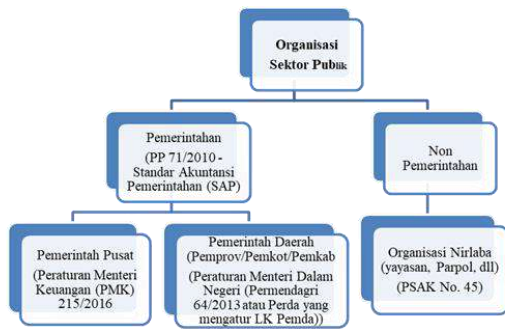 Organisasi
Sektor Publik
Pemerintahan
(PP 71/2010 -
Standar Akuntansi
Pemerintahan (SAP)
Non
Pemerintahan
Pemerintah Pusat
(Peraturan Menteri
Keuangan (PMK)
215/2016
Pemerintah Daerah
(Pemprov/Pemkot/Pemkab
(Peraturan Menteri Dalam
Negeri (Permendagri
64/2013 atau Perda yang
mengatur LK Pemda))
Organisasi Nirlaba
(yayasan, Parpol, dll)
(PSAK No. 45)